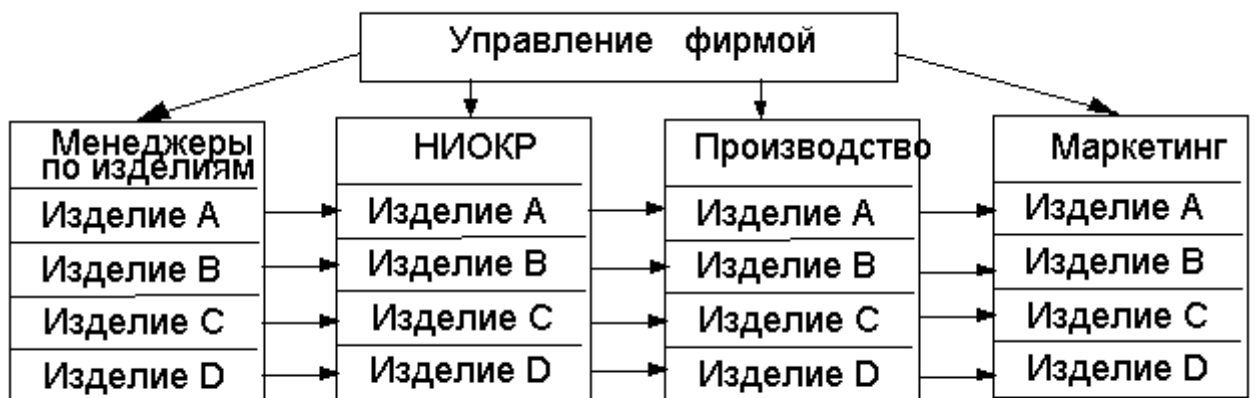 Управление фирмой
Менеджеры
по изделиям
Изделие A
Изделие B
Изделие C
Изделие D
НИОКР
Изделие A
Изделие B
Изделие C
Изделие D
Производство
Изделие A
Изделие B
Изделие C
Изделие D
Маркетинг
Изделие A
Изделие B
Изделие C
Изделие D